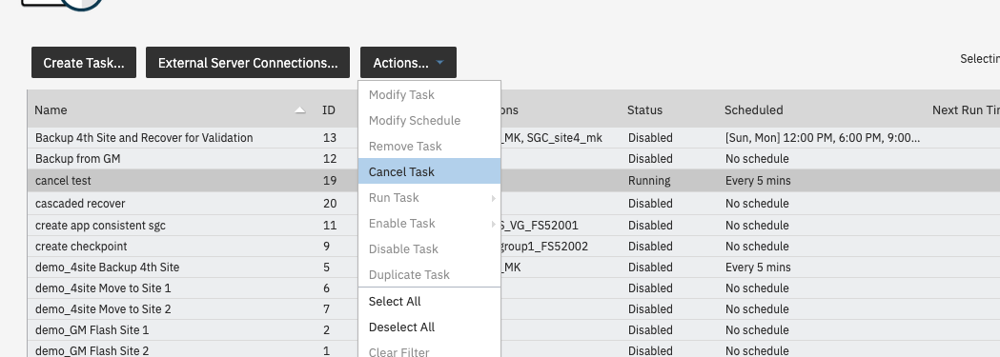 Create Task... External Server Connections... Actions...
Selectin
Name ID ons Status Scheduled Next Run Tim
Backup 4th Site and Recover for Validation 13 _MK, SGC_site4_mk Disabled [Sun, Mon] 12:00 PM, 6:00 PM, 9:00...
Backup from GM 12 Disabled No schedule
cancel test 19 Running Every 5 mins
cascaded recover 20 Disabled No schedule
create app consistent sgc 11 S_VG_FS52001 Disabled No schedule
create checkpoint 9 group1_FS52002 Disabled No schedule
demo_4site Backup 4th Site 5 _MK Disabled Every 5 mins
demo_4site Move to Site 1 6 Disabled No schedule
demo_4site Move to Site 2 7 Disabled No schedule
demo_GM Flash Site 1 2 Disabled No schedule
demo_GM Flash Site 2 1 Disabled No schedule
Modify Task
Modify Schedule
Remove Task
Cancel Task
Run Task
Enable Task
Disable Task
Duplicate Task
Select All
Deselect All
Clear Filter